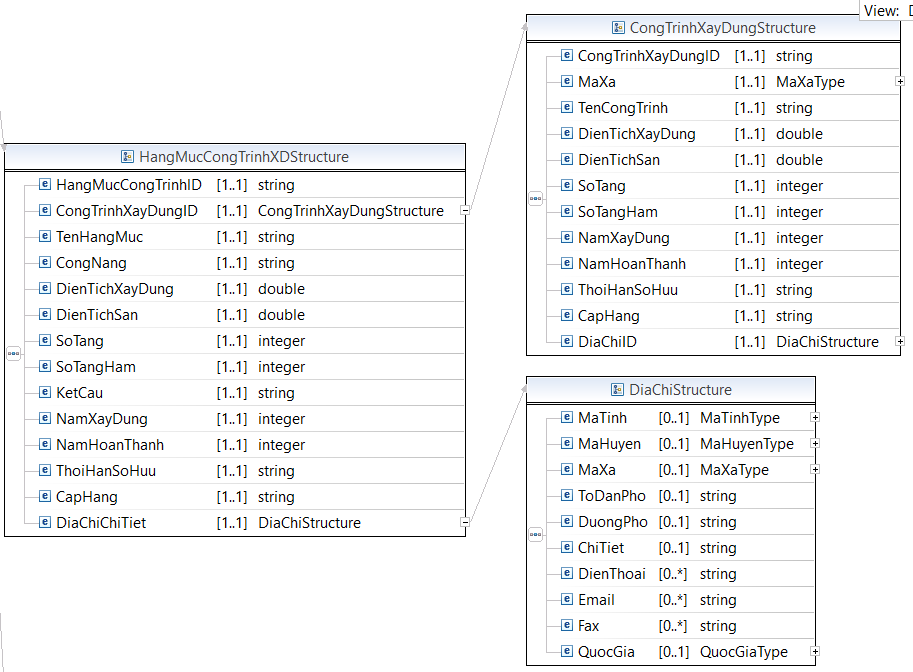 View:
CongTrinhXayDungStructure
CongTrinhXayDungID [1..1] string
MaXa [1..1] MaXaType
TenCongTrinh [1..1] string
DienTichXayDung [1..1] double
DienTichSan [1..1] double
SoTang [1..1] integer
SoTangHam [1..1] integer
NamXayDung [1..1] integer
NamHoanThanh [1..1] integer
ThoiHanSoHuu [1..1] string
CapHang [1..1] string
DiaChiID [1..1] DiaChiStructure
HangMucCongTrinhXDStructure
HangMucCongTrinhID [1..1] string
CongTrinhXayDungID [1..1] CongTrinhXayDungStructure
TenHangMuc [1..1] string
CongNang [1..1] string
DienTichXayDung [1..1] double
DienTichSan [1..1] double
SoTang [1..1] integer
SoTangHam [1..1] integer
KetCau [1..1] string
NamXayDung [1..1] integer
NamHoanThanh [1..1] integer
ThoiHanSoHuu [1..1] string
CapHang [1..1] string
DiaChiChiTiet [1..1] DiaChiStructure
DiaChiStructure
MaTinh [0..1] MaTinhType
MaHuyen [0..1] MaHuyenType
MaXa [0..1] MaXaType
ToDanPho [0..1] string
DuongPho [0..1] string
ChiTiet [0..1] string
DienThoai [0..*] string
Email [0..*] string
Fax [0..*] string
QuocGia [0..1] QuocGiaType